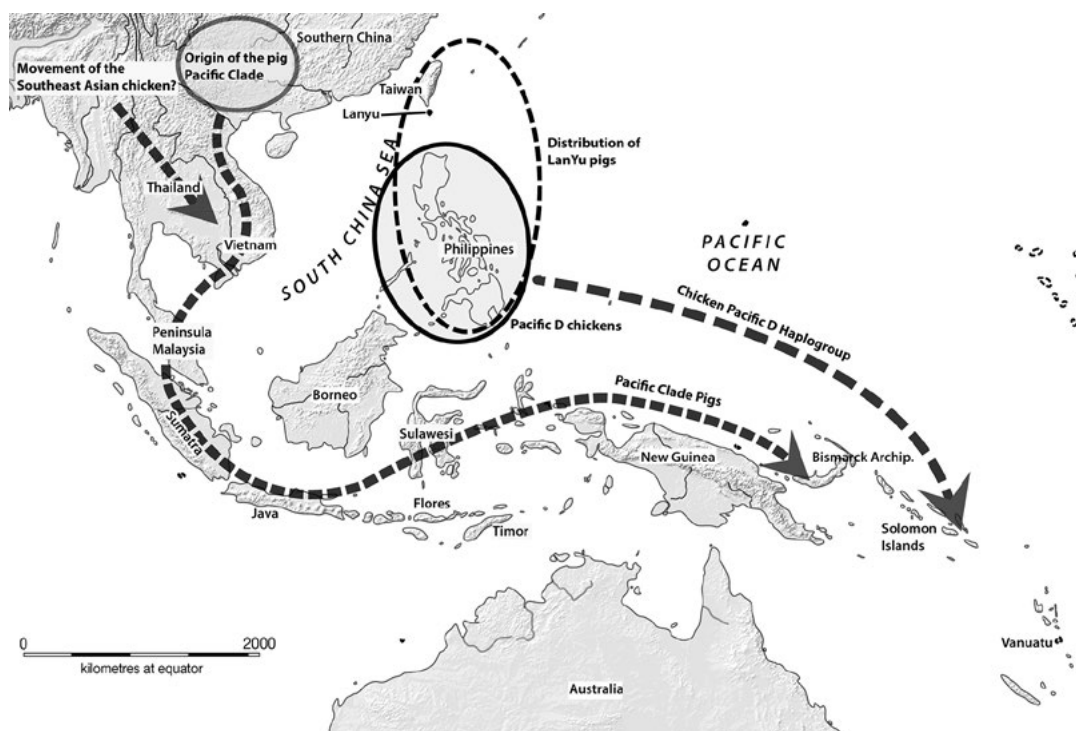 Southern China
Origin of the pig
Pacific Clade
Movement of the
Southeast Asian chicken?
Taiwan
Lanyu
Distribution of
LanYu pigs
Thailand
Vietnam
SOUTH CHINA SEA
Philippines
PACIFIC
OCEAN
Pacific D chickens
Chicken Pacific D Haplogroup
Peninsula
Malaysia
Borneo
Pacific Clade Pigs
Sumatra
Sulawesi
New Guinea
Bismarck Archip.
Java
Flores
Timor
Solomon
Islands
0 2000
kilometres at equator
Vanuatu
Australia